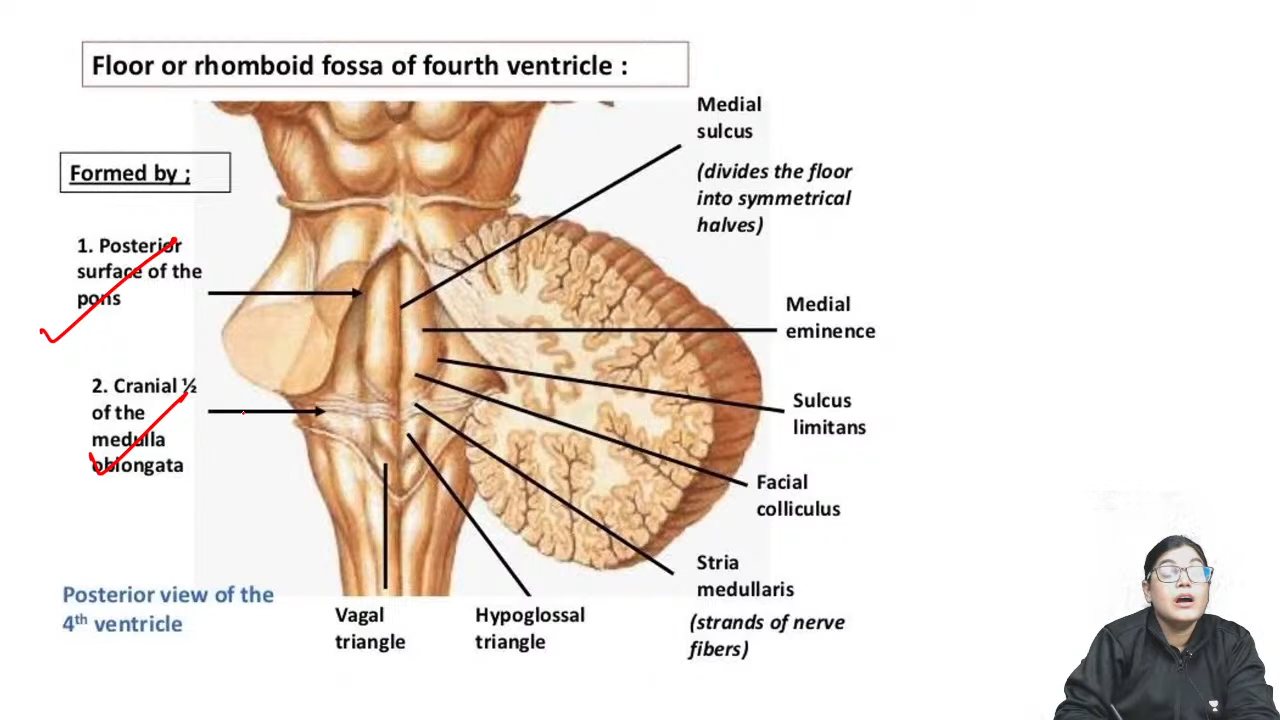 Floor or rhomboid fossa of fourth ventricle :
Formed by ;
1. Posterior
surface of the
pons
2. Cranial ½
of the
medulla
oblongata
Posterior view of the
4th ventricle
Medial
sulcus
(divides the floor
into symmetrical
halves)
Medial
eminence
Sulcus
limitans
Facial
colliculus
Stria
medullaris
(strands of nerve
fibers)
Hypoglossal
triangle
Vagal
triangle